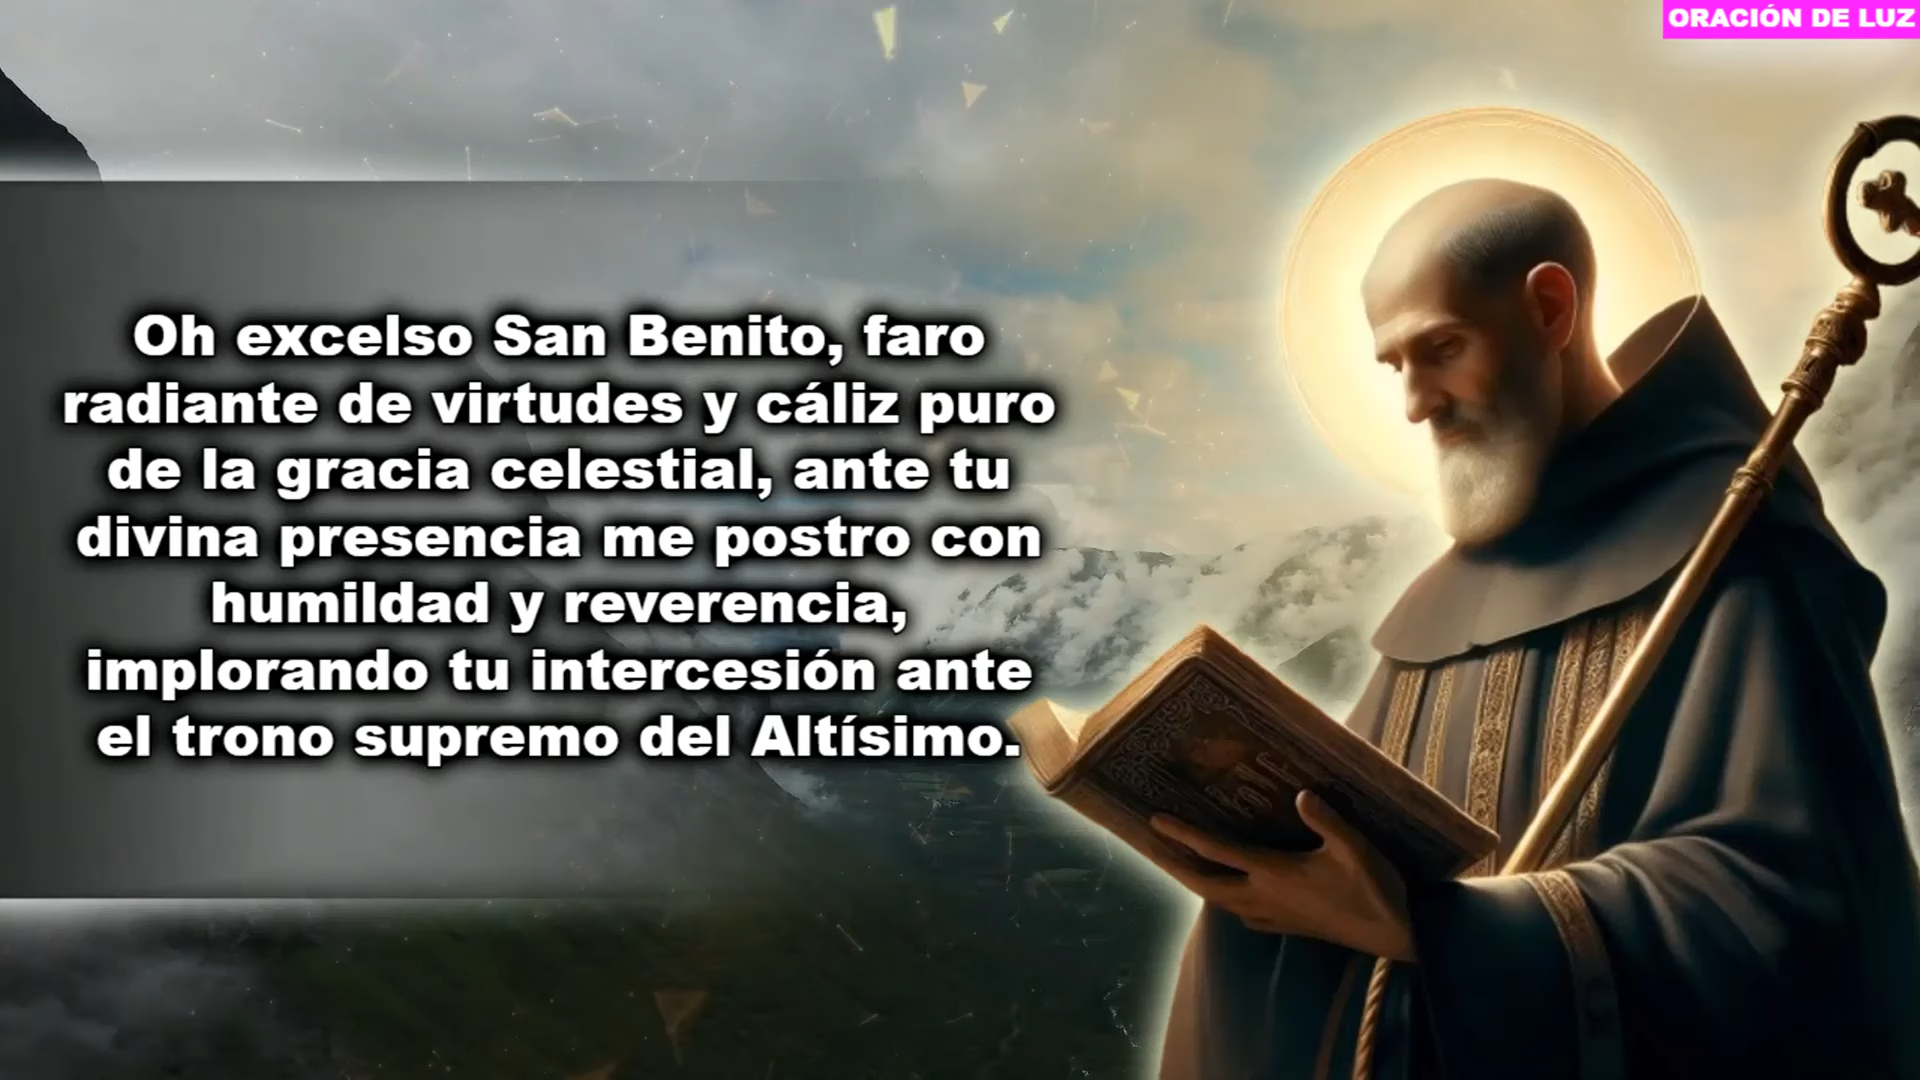 ORACIÓN DE LUZ
Oh excelso San Benito, faro
radiante de virtudes y cáliz puro
de la gracia celestial, ante tu
divina presencia me postro con
humildad y reverencia,
implorando tu intercesión ante
el trono supremo del Altísimo.